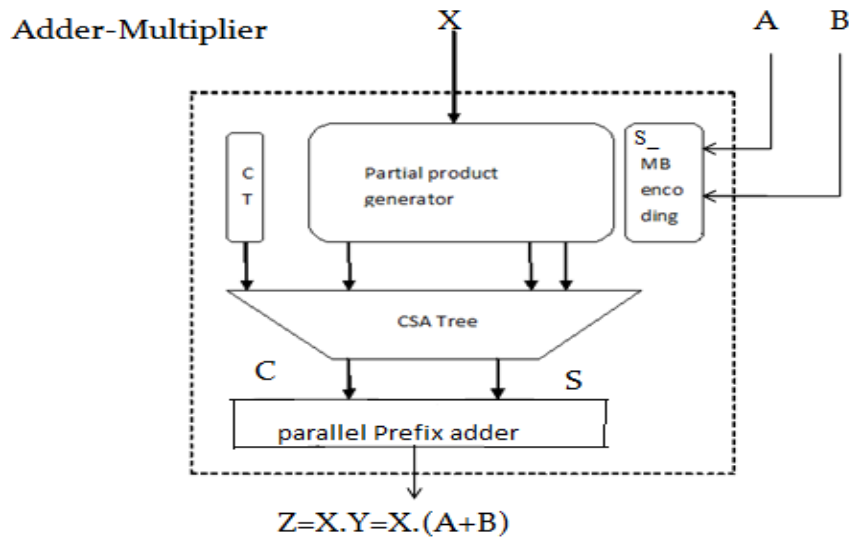 Adder-Multiplier
X
A
B
C
T
Partial product
generator
S_
MB
enco
ding
CSA Tree
C
S
parallel Prefix adder
Z=X.Y=X.(A+B)